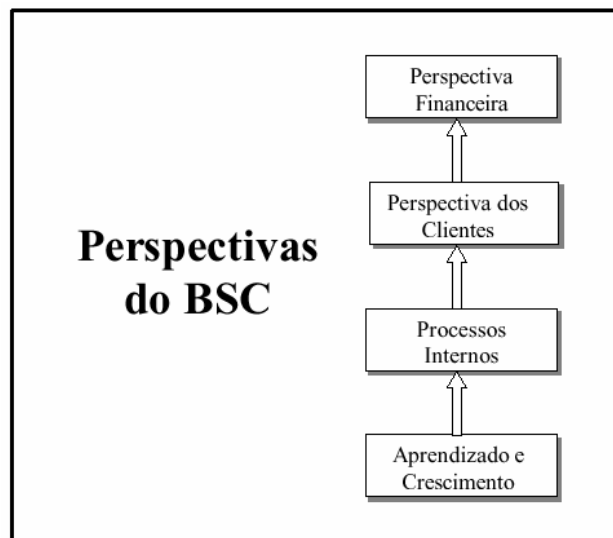 Perspectivas
do BSC
Perspectiva
Financeira
Perspectiva dos
Clientes
Processos
Internos
Aprendizado e
Crescimento